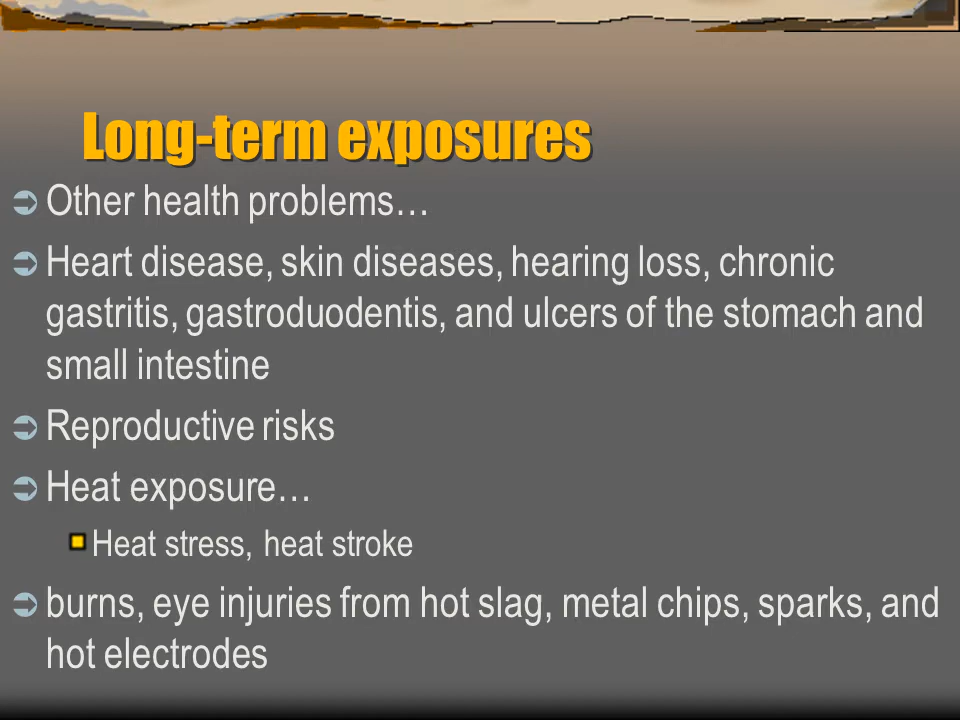 Long-term exposures
Other health problems…
Heart disease, skin diseases, hearing loss, chronic
gastritis, gastroduodentis, and ulcers of the stomach and
small intestine
Reproductive risks
Heat exposure…
Heat stress, heat stroke
burns, eye injuries from hot slag, metal chips, sparks, and
hot electrodes